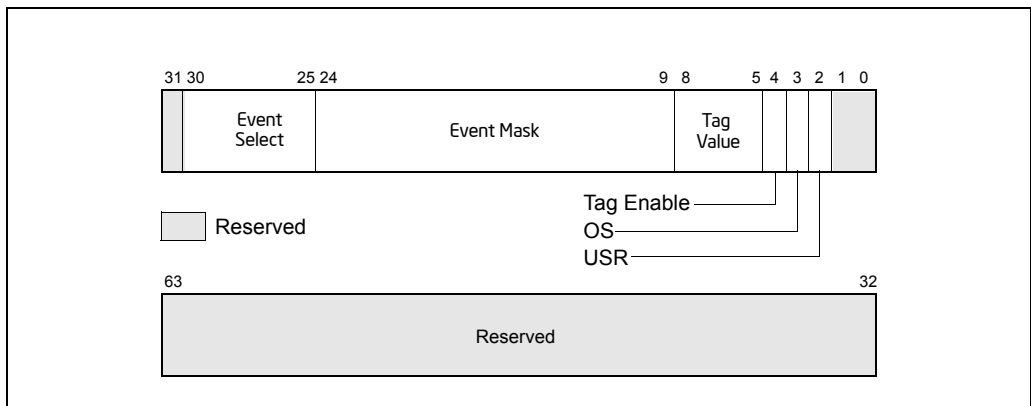 31 30 25 24 9 8 5 4 3 2 1 0
Event
Select
Event Mask
Tag
Value
Tag Enable
OS
USR
Reserved
63 32
Reserved